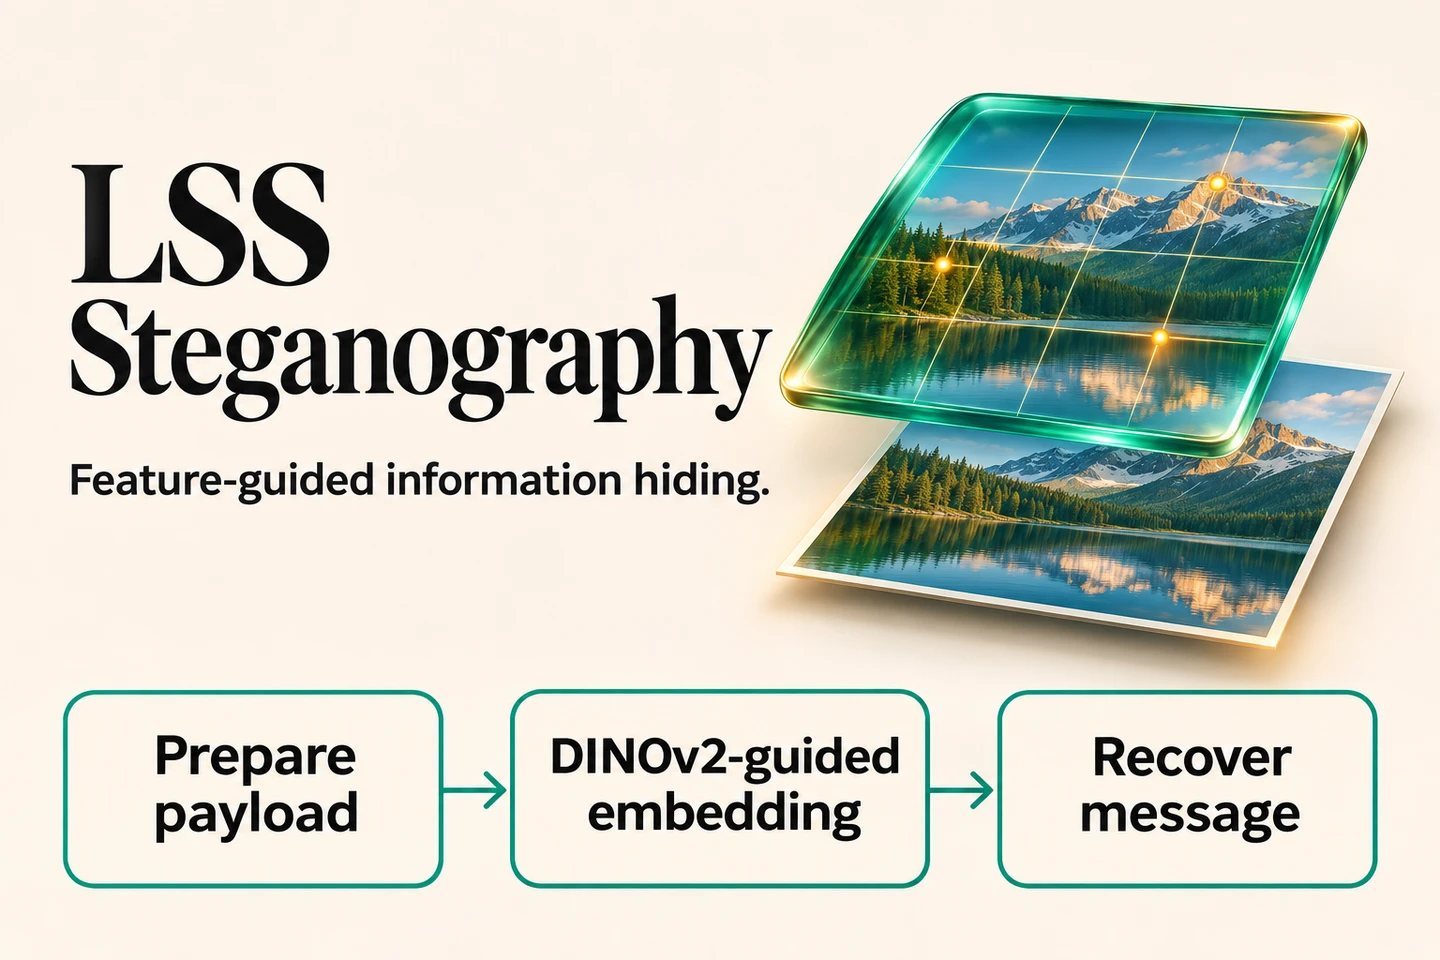 LSS
Steganography
Feature-guided information hiding.
Prepare
payload
DINOv2-guided
embedding
Recover
message